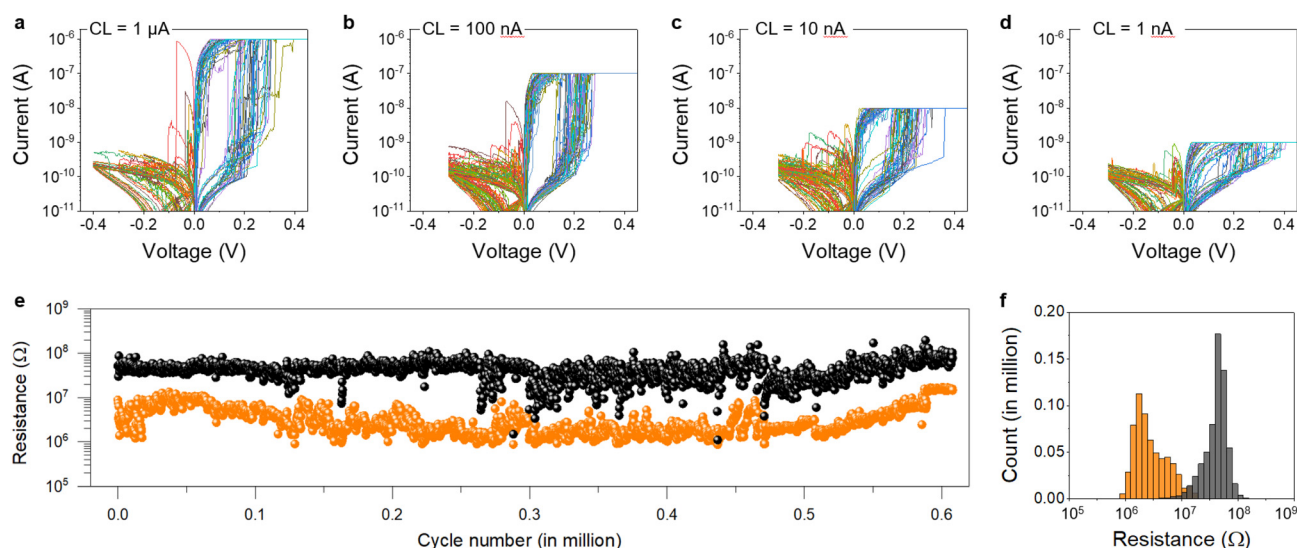 a CL = 1 µA
b CL = 100 nA
c CL = 10 nA
d CL = 1 nA
Current (A)
10⁻⁶
10⁻⁷
10⁻⁸
10⁻⁹
10⁻¹⁰
10⁻¹¹
-0.4 -0.2 0.0 0.2 0.4
Voltage (V)
Current (A)
10⁻⁶
10⁻⁷
10⁻⁸
10⁻⁹
10⁻¹⁰
10⁻¹¹
-0.4 -0.2 0.0 0.2 0.4
Voltage (V)
Current (A)
10⁻⁶
10⁻⁷
10⁻⁸
10⁻⁹
10⁻¹⁰
10⁻¹¹
-0.4 -0.2 0.0 0.2 0.4
Voltage (V)
Current (A)
10⁻⁶
10⁻⁷
10⁻⁸
10⁻⁹
10⁻¹⁰
10⁻¹¹
-0.4 -0.2 0.0 0.2 0.4
Voltage (V)
e
Resistance (Ω)
10⁹
10⁸
10⁷
10⁶
10⁵
0.0 0.1 0.2 0.3 0.4 0.5 0.6
Cycle number (in million)
f
Count (in million)
0.20
0.15
0.10
0.05
0.00
10⁵ 10⁶ 10⁷ 10⁸ 10⁹
Resistance (Ω)